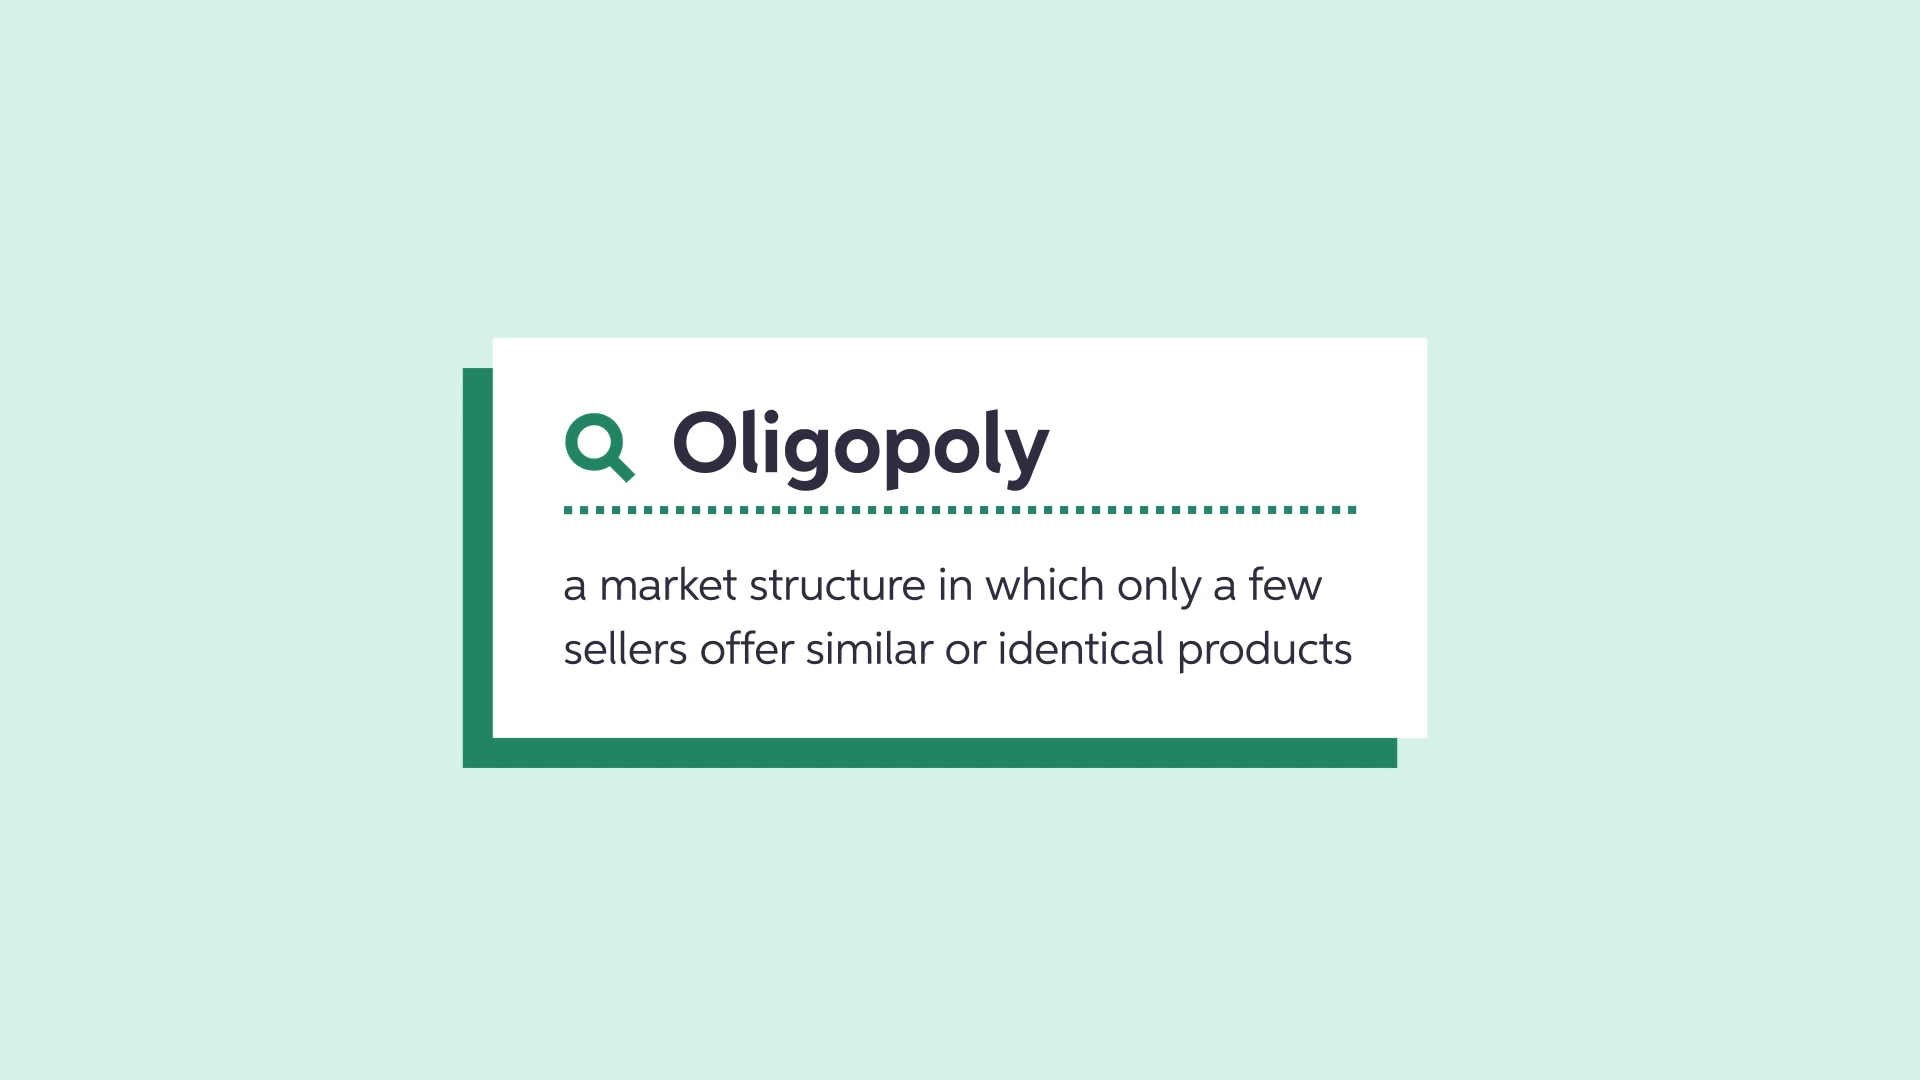 Oligopoly
a market structure in which only a few
sellers offer similar or identical products